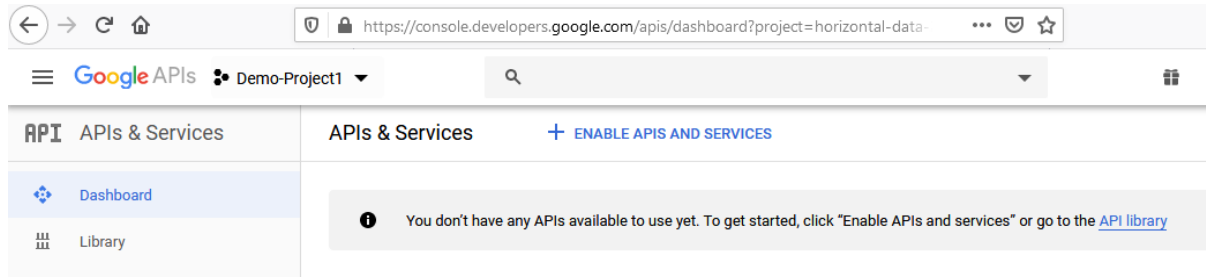 https://console.developers.google.com/apis/dashboard?project=horizontal-data-
Google APIs Demo-Project1
API APIs & Services
APIs & Services + ENABLE APIS AND SERVICES
Dashboard
You don't have any APIs available to use yet. To get started, click "Enable APIs and services" or go to the API library
Library